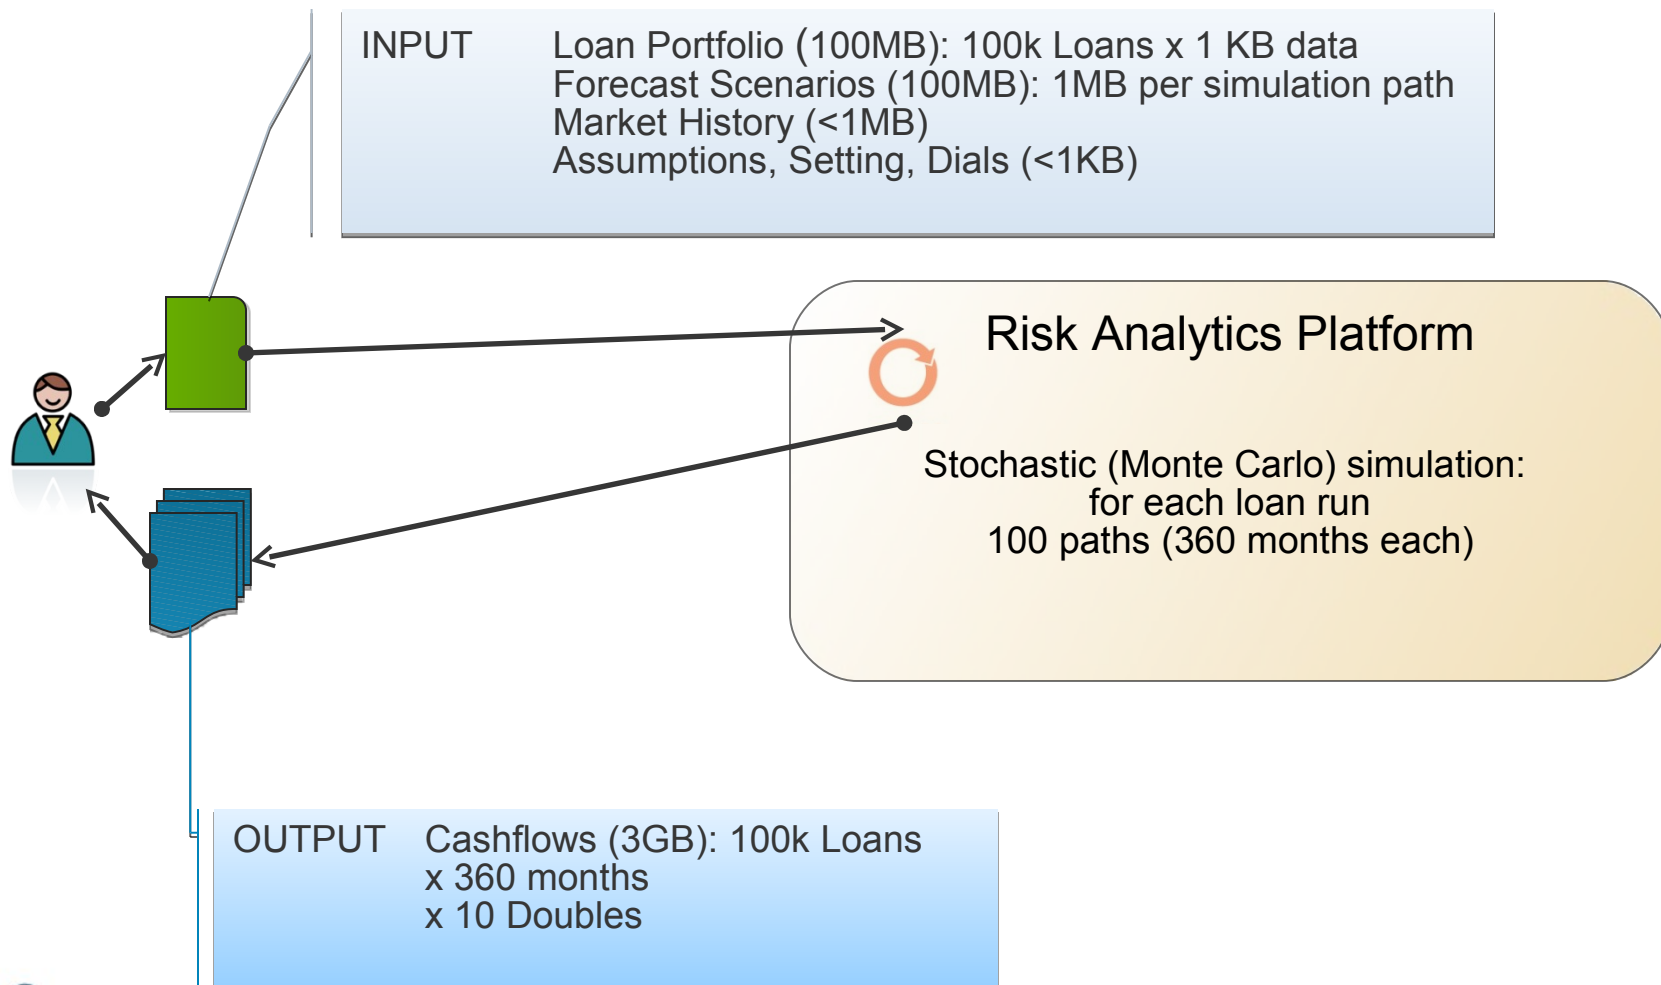 INPUT Loan Portfolio (100MB): 100k Loans x 1 KB data
Forecast Scenarios (100MB): 1MB per simulation path
Market History (<1MB)
Assumptions, Setting, Dials (<1KB)
Risk Analytics Platform
Stochastic (Monte Carlo) simulation:
for each loan run
100 paths (360 months each)
OUTPUT Cashflows (3GB): 100k Loans
x 360 months
x 10 Doubles